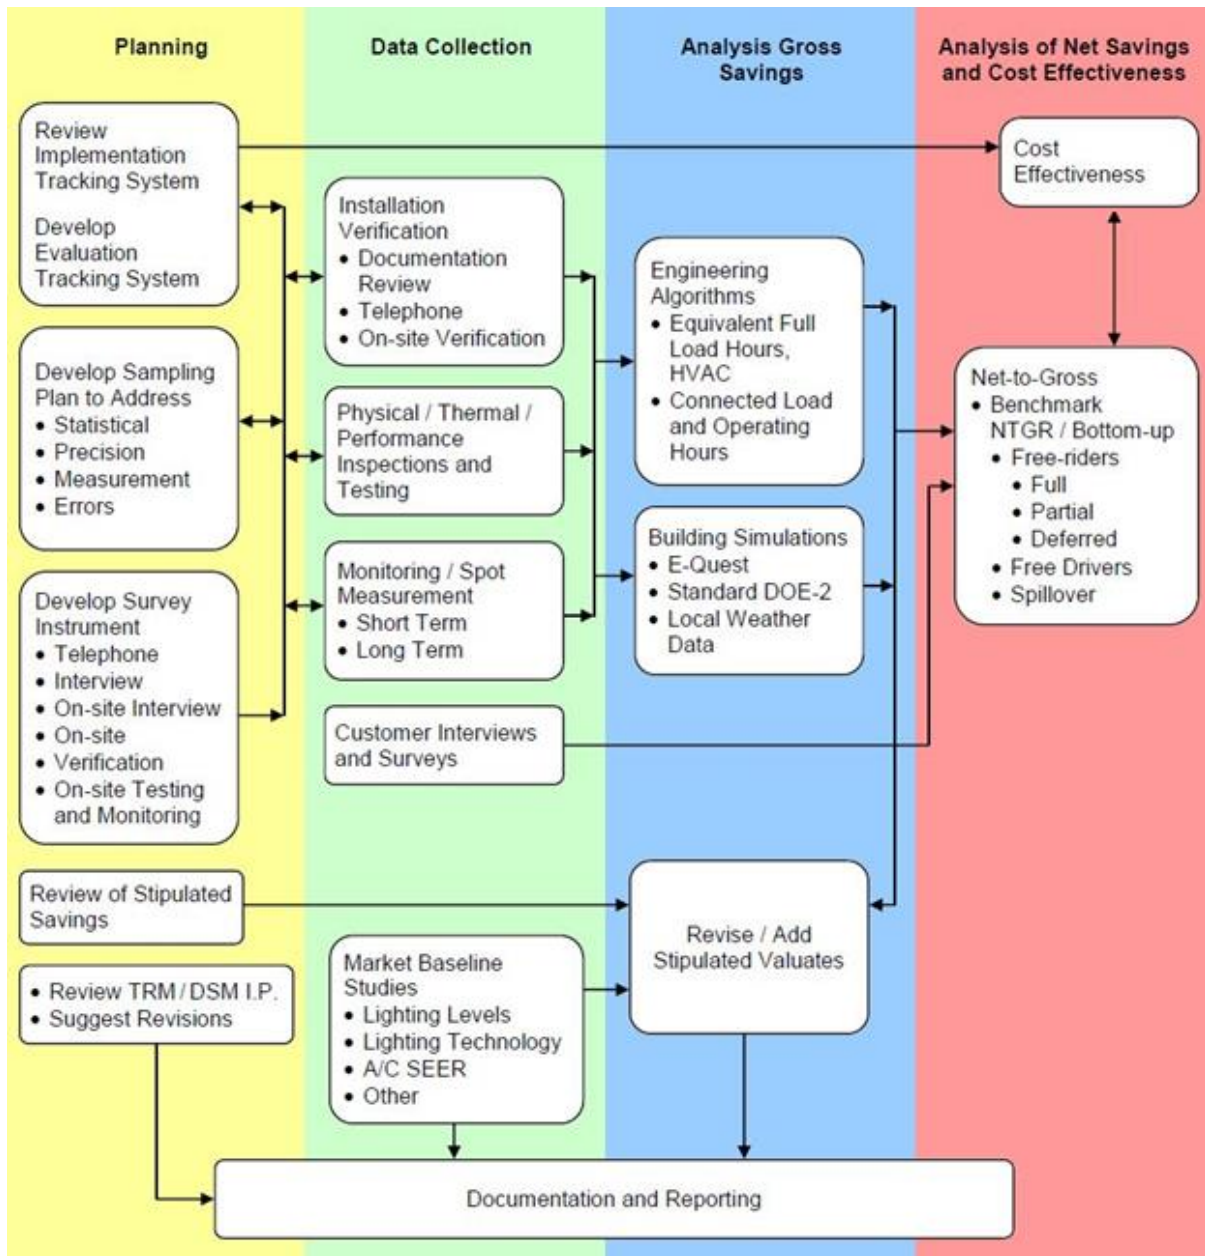 Planning
Data Collection
Analysis Gross
Savings
Analysis of Net Savings
and Cost Effectiveness
Review
Implementation
Tracking System
Develop
Evaluation
Tracking System
Develop Sampling
Plan to Address
• Statistical
• Precision
• Measurement
• Errors
Develop Survey
Instrument
• Telephone
• Interview
• On-site Interview
• On-site
• Verification
• On-site Testing
and Monitoring
Review of Stipulated
Savings
• Review TRM / DSM I.P.
• Suggest Revisions
Installation
Verification
• Documentation
Review
• Telephone
• On-site Verification
Physical / Thermal /
Performance
Inspections and
Testing
Monitoring / Spot
Measurement
• Short Term
• Long Term
Customer Interviews
and Surveys
Market Baseline
Studies
• Lighting Levels
• Lighting Technology
• A/C SEER
• Other
Engineering
Algorithms
• Equivalent Full
Load Hours,
HVAC
• Connected Load
and Operating
Hours
Building Simulations
• E-Quest
• Standard DOE-2
• Local Weather
Data
Revise / Add
Stipulated Valuates
Cost
Effectiveness
Net-to-Gross
• Benchmark
NTGR / Bottom-up
• Free-riders
• Full
• Partial
• Deferred
• Free Drivers
• Spillover
Documentation and Reporting